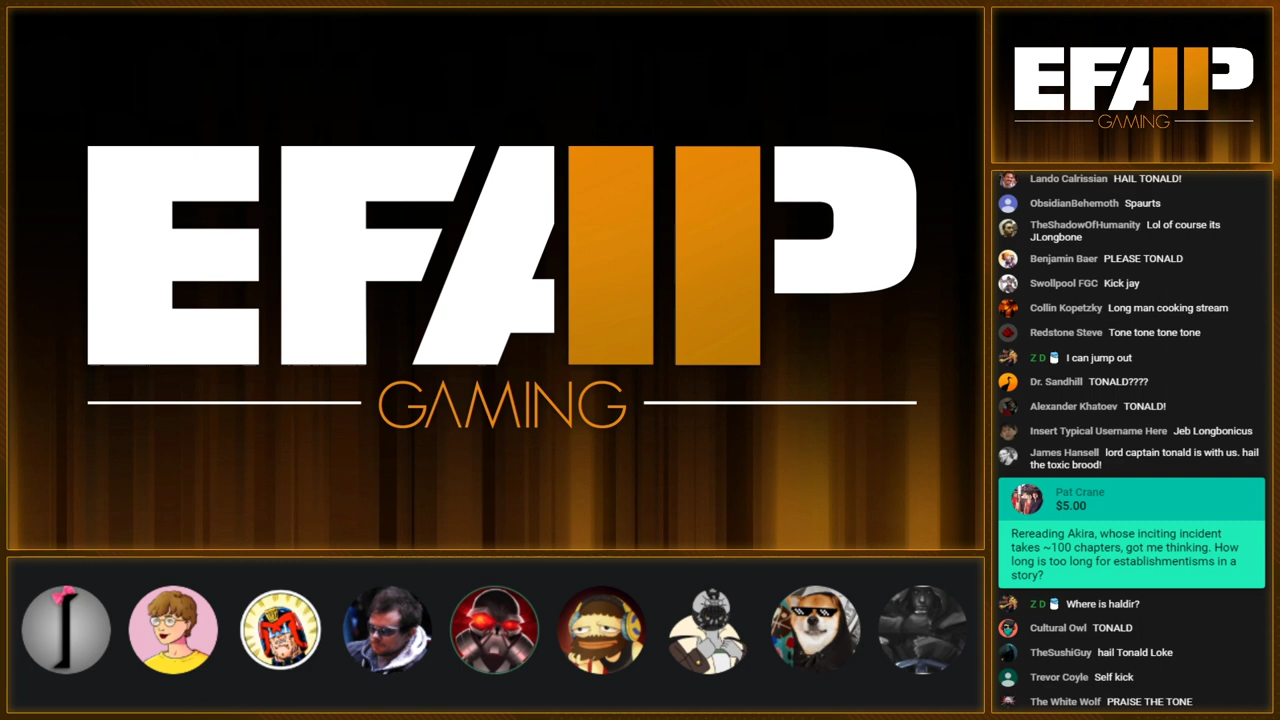 EFAP
GAMING
EFAP
GAMING
Lando Calrissian HAIL TONALD!
ObsidianBehemoth Spaurts
TheShadowOfHumanity Lol of course its
JLongbone
Benjamin Baer PLEASE TONALD
Swollpool FGC Kick jay
Collin Kopetzky Long man cooking stream
Redstone Steve Tone tone tone tone
Z D I can jump out
Dr. Sandhill TONALD????
Alexander Khatoev TONALD!
Insert Typical Username Here Jeb Longbonicus
James Hansell lord captain tonald is with us. hail
the toxic brood!
Pat Crane
$5.00
Rereading Akira, whose inciting incident
takes ~100 chapters, got me thinking. How
long is too long for establishmentisms in a
story?
Z D Where is haldir?
Cultural Owl TONALD
TheSushiGuy hail Tonald Loke
Trevor Coyle Self kick
The White Wolf PRAISE THE TONE